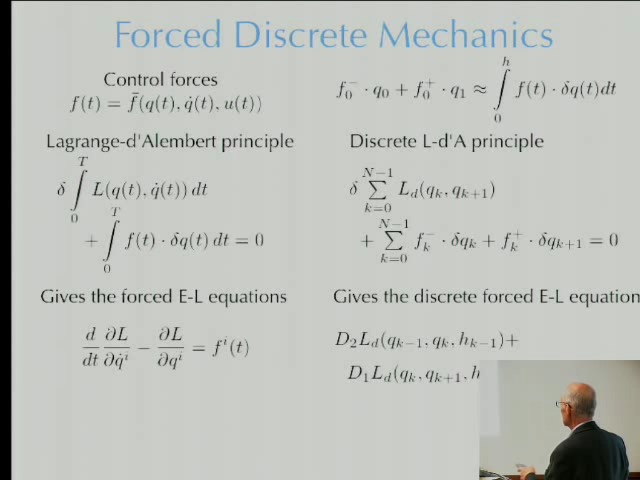 Forced Discrete Mechanics
Control forces
f(t) = f̄(q(t), q̇(t), u(t))
f₀⁻ · q₀ + f₀⁺ · q₁ ≈ ∫₀ʰ f(t) · δq(t)dt
Lagrange-d'Alembert principle
δ ∫₀ᵀ L(q(t), q̇(t)) dt
+ ∫₀ᵀ f(t) · δq(t) dt = 0
Gives the forced E-L equations
d/dt ∂L/∂q̇ⁱ − ∂L/∂qⁱ = fⁱ(t)
Discrete L-d'A principle
δ ∑_{k=0}^{N−1} L_d(q_k, q_{k+1})
+ ∑_{k=0}^{N−1} f_k⁻ · δq_k + f_k⁺ · δq_{k+1} = 0
Gives the discrete forced E-L equation
D₂L_d(q_{k−1}, q_k, h_{k−1})+
D₁L_d(q_k, q_{k+1}, h